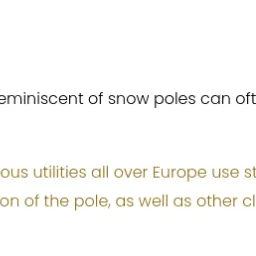 eminiscent of snow poles can oft
ous utilities all over Europe use st
on of the pole, as well as other cl